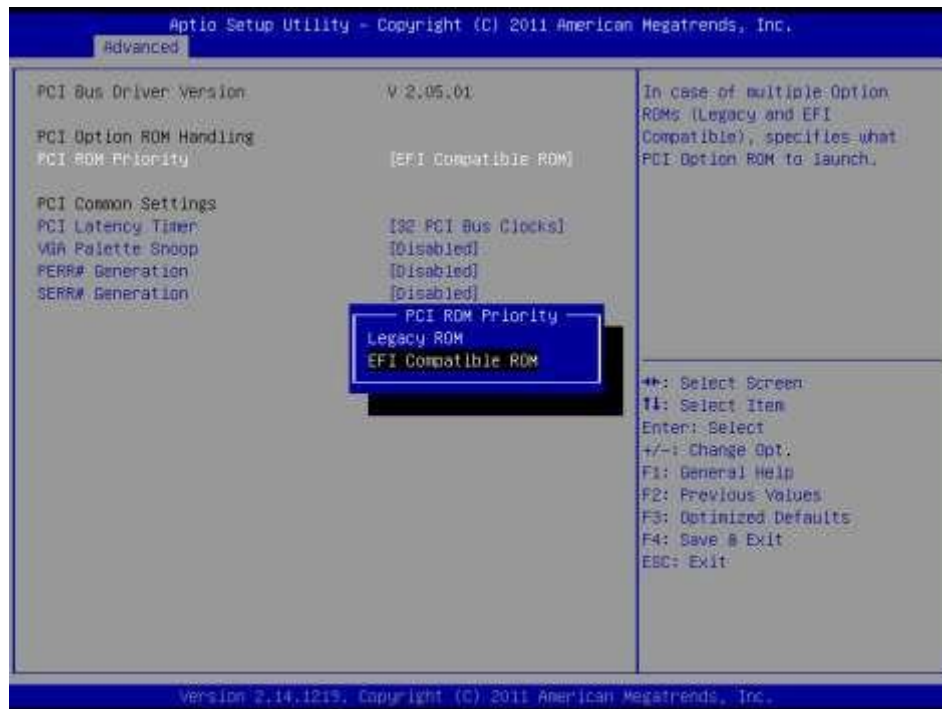 Aptio Setup Utility - Copyright (C) 2011 American Megatrends, Inc.
Advanced
PCI Bus Driver Version V 2.05.01
PCI Option ROM Handling
PCI ROM Priority [EFI Compatible ROM]
PCI Common Settings
PCI Latency Timer [32 PCI Bus Clocks]
VGA Palette Snoop [Disabled]
PERR# Generation [Disabled]
SERR# Generation [Disabled]
PCI ROM Priority
Legacy ROM
EFI Compatible ROM
In case of multiple Option
ROMs (Legacy and EFI
Compatible), specifies what
PCI Option ROM to launch.
→←: Select Screen
↑↓: Select Item
Enter: Select
+/-: Change Opt.
F1: General Help
F2: Previous Values
F3: Optimized Defaults
F4: Save & Exit
ESC: Exit
Version 2.14.1219. Copyright (C) 2011 American Megatrends, Inc.